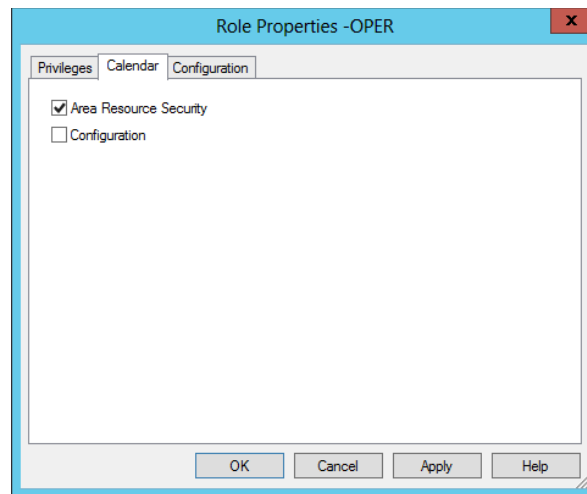 Role Properties -OPER
x
Privileges Calendar Configuration
Area Resource Security
Configuration
OK Cancel Apply Help